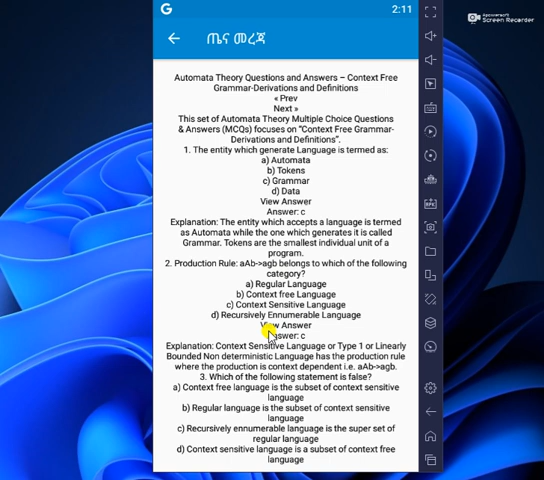 Apowersoft
Screen Recorder
G
2:11
ጤና መረጃ
Automata Theory Questions and Answers – Context Free
Grammar-Derivations and Definitions
« Prev
Next »
This set of Automata Theory Multiple Choice Questions
& Answers (MCQs) focuses on “Context Free Grammar-
Derivations and Definitions”.
1. The entity which generate Language is termed as:
a) Automata
b) Tokens
c) Grammar
d) Data
View Answer
Answer: c
Explanation: The entity which accepts a language is termed
as Automata while the one which generates it is called
Grammar. Tokens are the smallest individual unit of a
program.
2. Production Rule: aAb->agb belongs to which of the following
category?
a) Regular Language
b) Context free Language
c) Context Sensitive Language
d) Recursively Ennumerable Language
View Answer
Answer: c
Explanation: Context Sensitive Language or Type 1 or Linearly
Bounded Non deterministic Language has the production rule
where the production is context dependent i.e. aAb->agb.
3. Which of the following statement is false?
a) Context free language is the subset of context sensitive
language
b) Regular language is the subset of context sensitive
language
c) Recursively ennumerable language is the super set of
regular language
d) Context sensitive language is a subset of context free
language